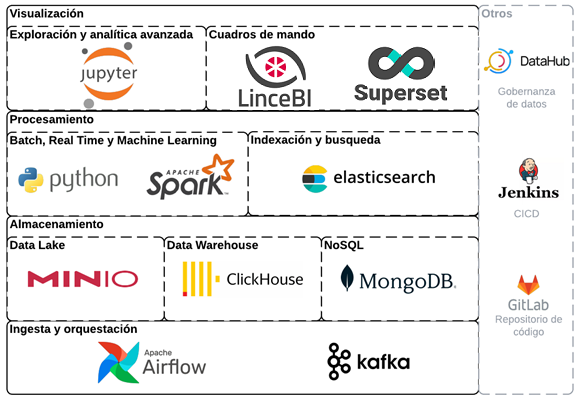 Visualización
Exploración y analítica avanzada
jupyter
Cuadros de mando
LinceBI
Superset
Procesamiento
Batch, Real Time y Machine Learning
python
APACHE
Spark
Indexación y busqueda
elasticsearch
Almacenamiento
Data Lake
MINIO
Data Warehouse
ClickHouse
NoSQL
MongoDB
Ingesta y orquestación
Apache
Airflow
kafka
Otros
DataHub
Gobernanza
de datos
Jenkins
CICD
GitLab
Repositorio de
código